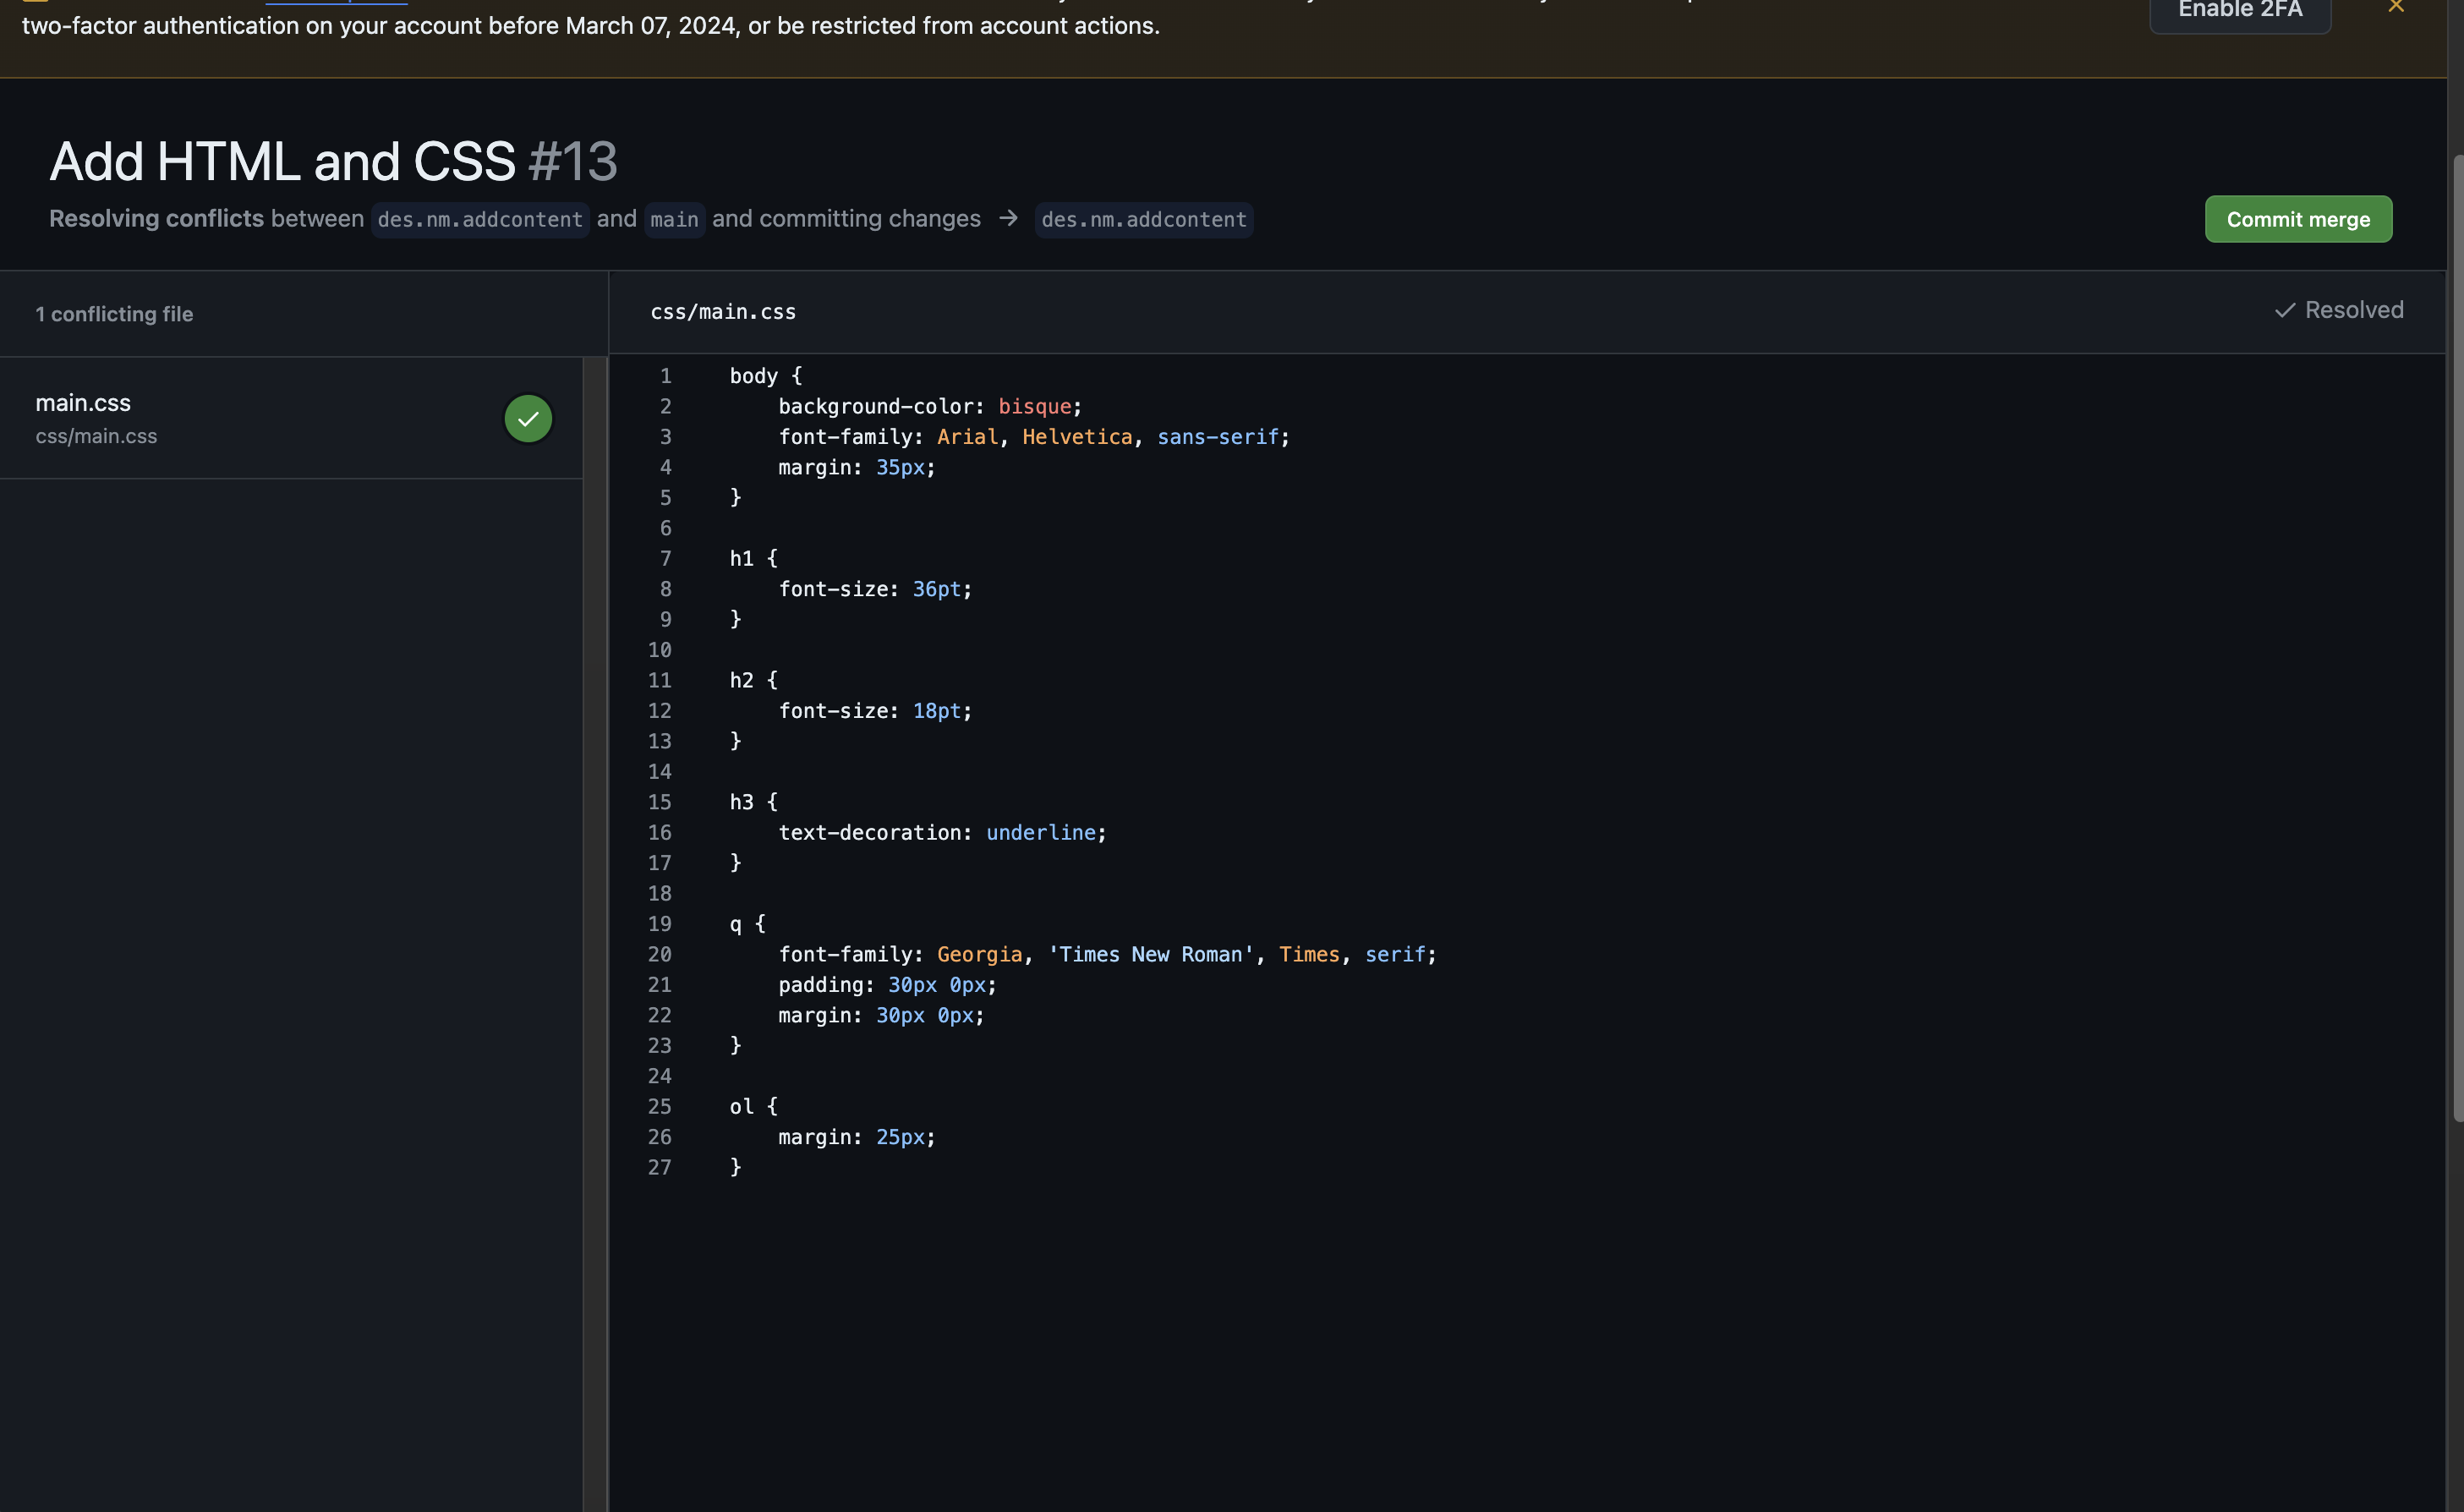 two-factor authentication on your account before March 07, 2024, or be restricted from account actions.
Enable 2FA
Add HTML and CSS #13
Resolving conflicts between des.nm.addcontent and main and committing changes → des.nm.addcontent
Commit merge
1 conflicting file
css/main.css
Resolved
main.css
css/main.css
1 body {
2     background-color: bisque;
3     font-family: Arial, Helvetica, sans-serif;
4     margin: 35px;
5 }
6
7 h1 {
8     font-size: 36pt;
9 }
10
11 h2 {
12     font-size: 18pt;
13 }
14
15 h3 {
16     text-decoration: underline;
17 }
18
19 q {
20     font-family: Georgia, 'Times New Roman', Times, serif;
21     padding: 30px 0px;
22     margin: 30px 0px;
23 }
24
25 ol {
26     margin: 25px;
27 }